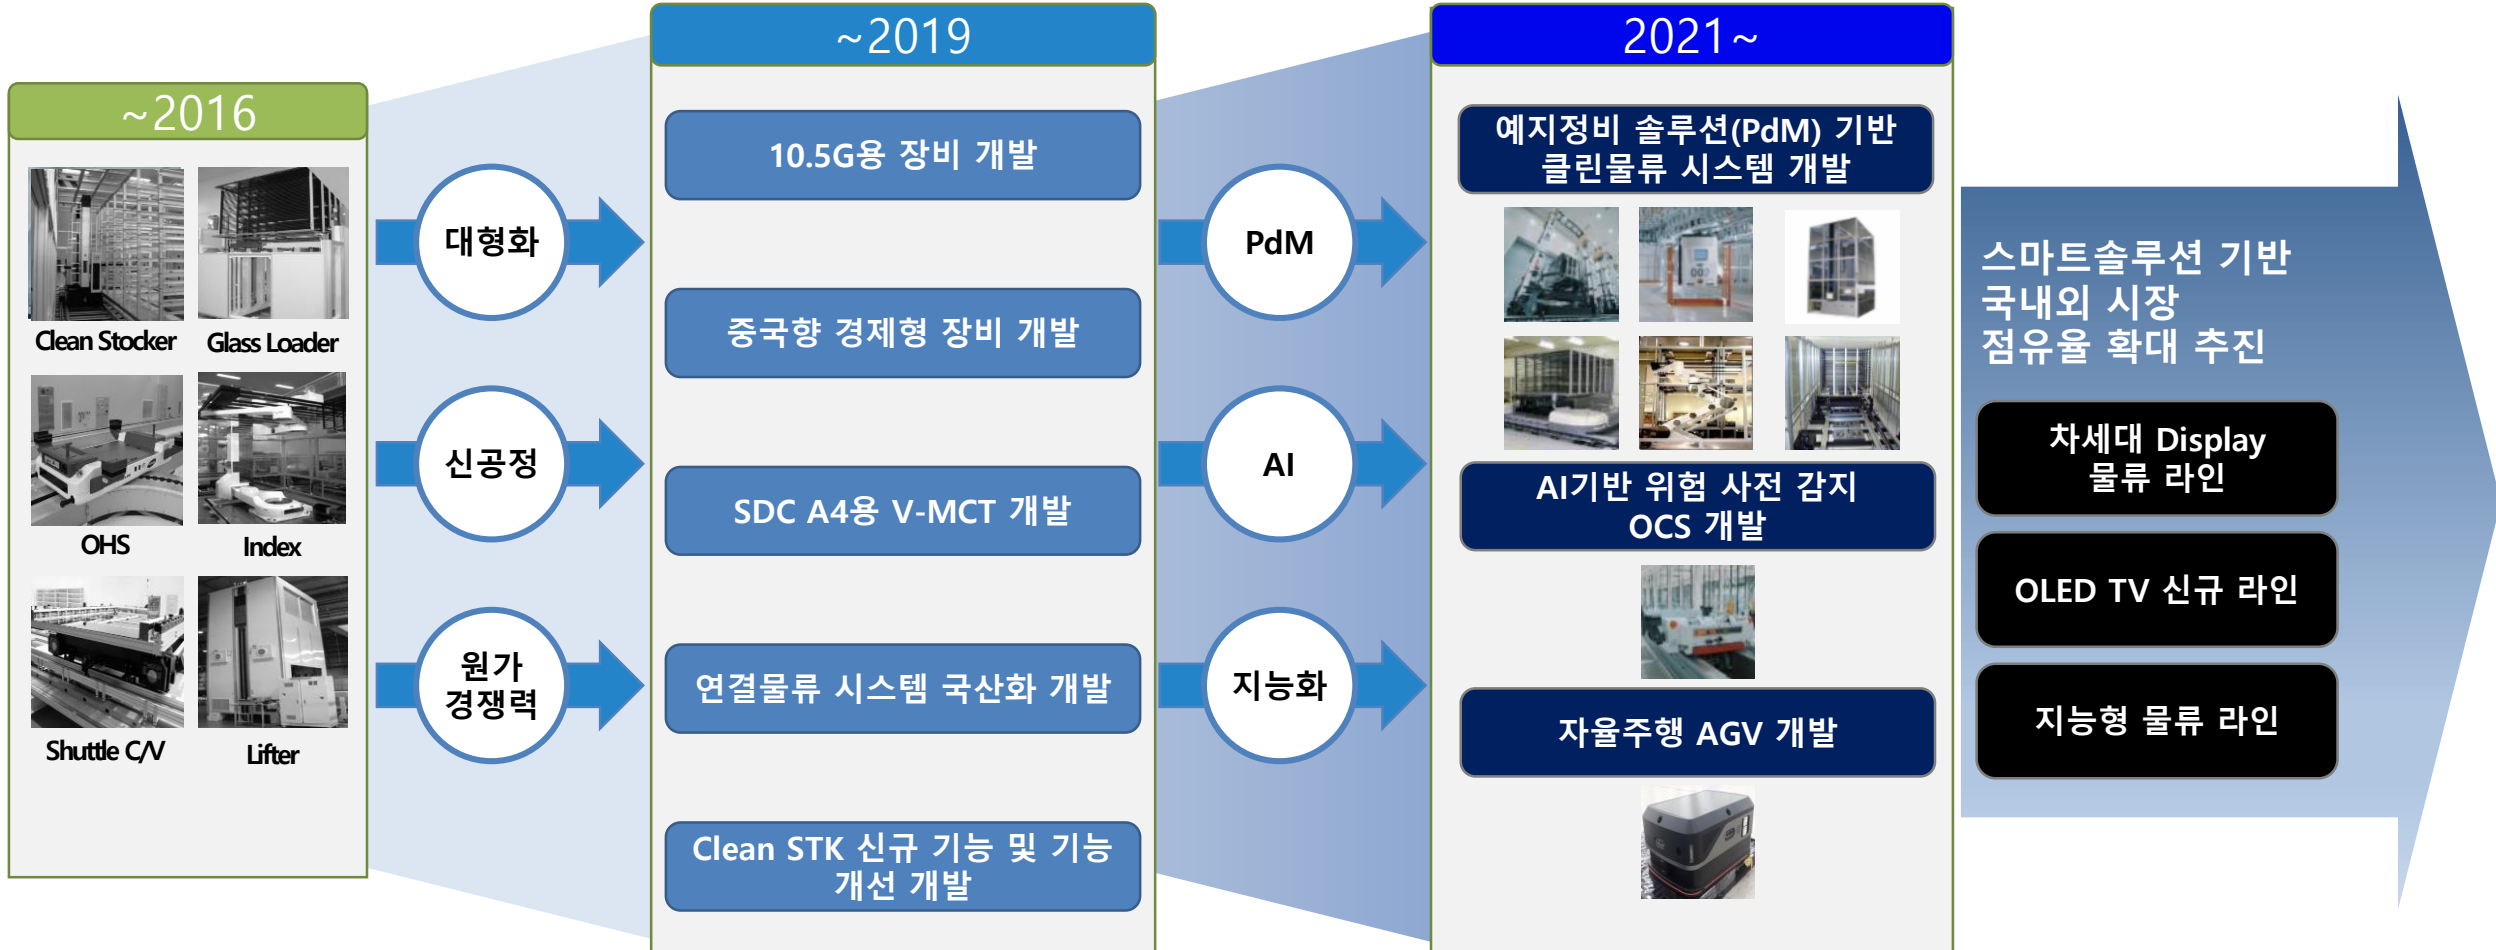 ~2016
Clean Stocker
Glass Loader
OHS
Index
Shuttle C/V
Lifter
대형화
신공정
원가
경쟁력
~2019
10.5G용 장비 개발
중국향 경제형 장비 개발
SDC A4용 V-MCT 개발
연결물류 시스템 국산화 개발
Clean STK 신규 기능 및 기능
개선 개발
PdM
AI
지능화
2021~
예지정비 솔루션(PdM) 기반
클린물류 시스템 개발
AI기반 위험 사전 감지
OCS 개발
자율주행 AGV 개발
스마트솔루션 기반
국내외 시장
점유율 확대 추진
차세대 Display
물류 라인
OLED TV 신규 라인
지능형 물류 라인